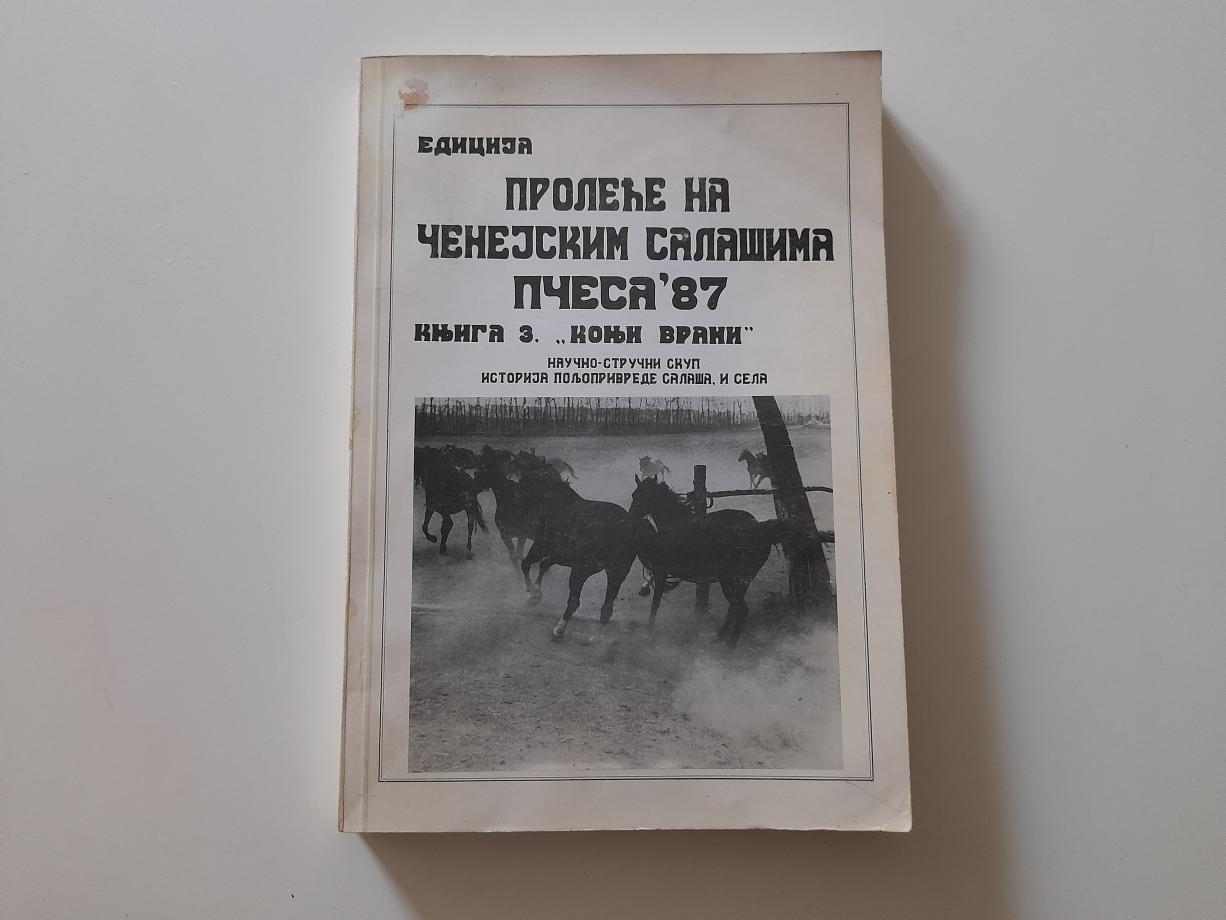 ЕДИЦИЈА
ПРОЛЕЋЕ НА
ЧЕНЕЈСКИМ САЛАШИМА
ПЧЕСА'87
КЊИГА 3. „КОЊИ ВРАНИ”
НАУЧНО-СТРУЧНИ СКУП
ИСТОРИЈА ПОЉОПРИВРЕДЕ САЛАША, И СЕЛА